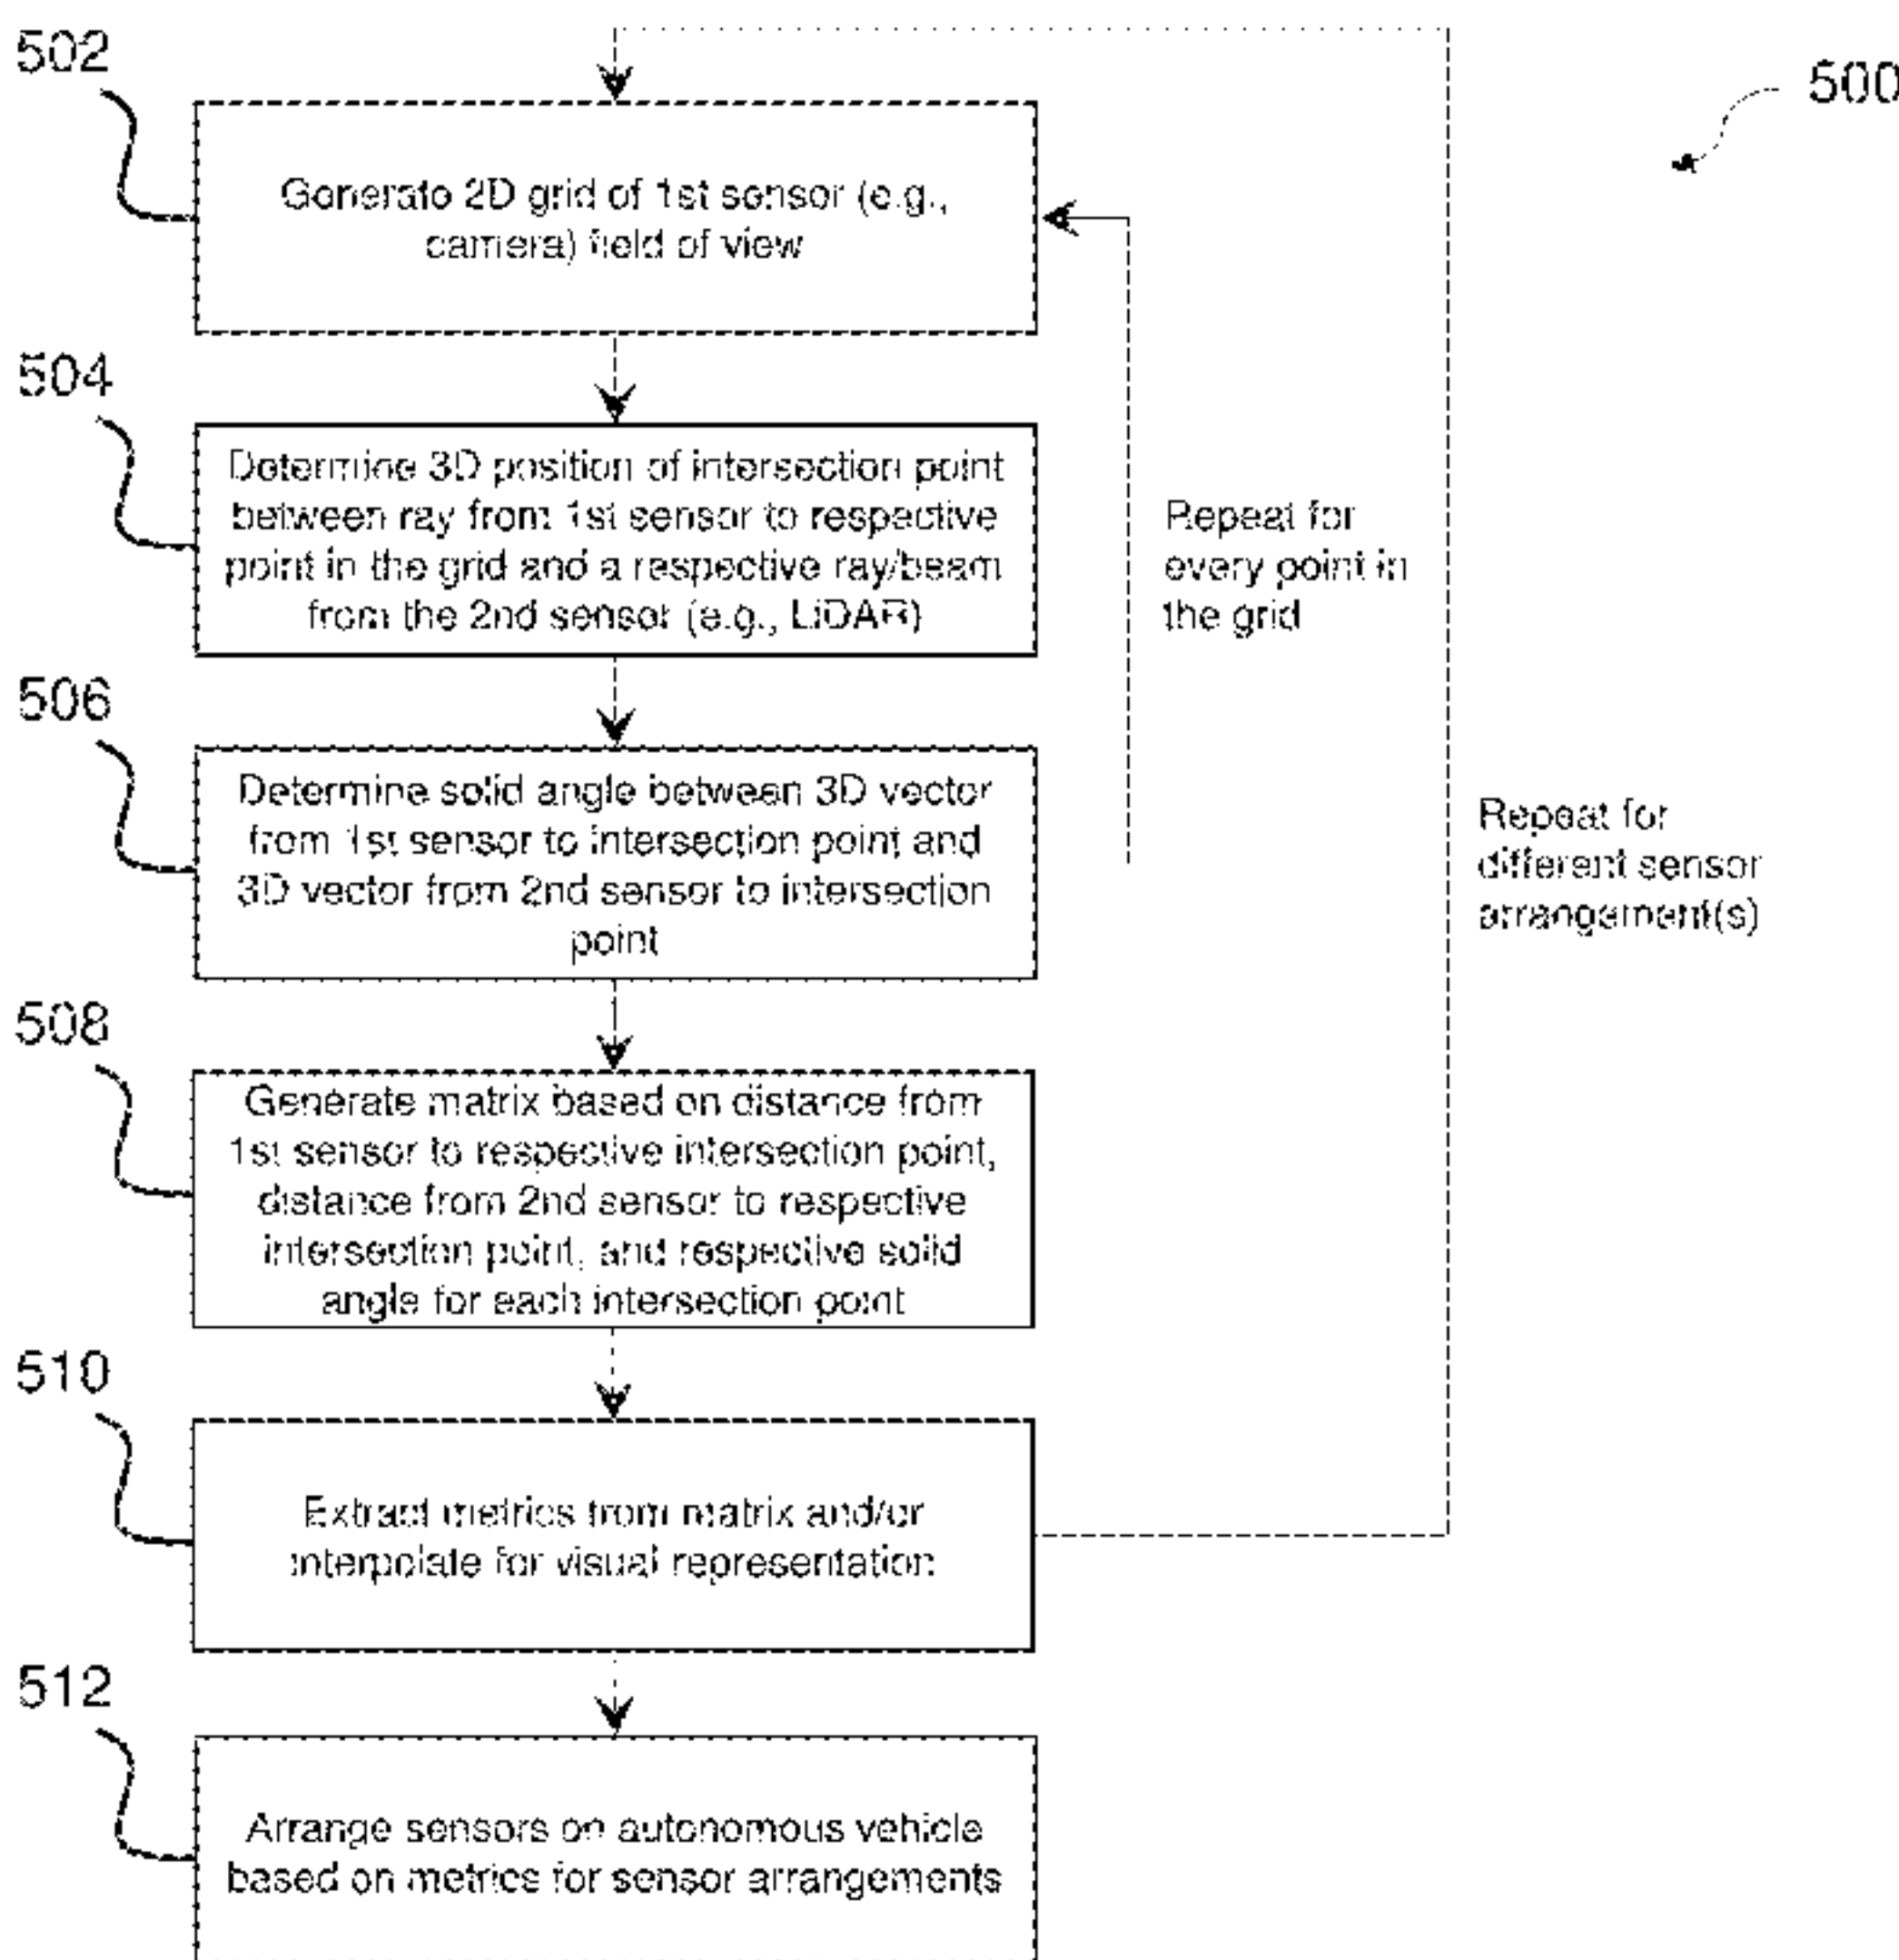 502
500
Generate 2D grid of 1st sensor (e.g.,
camera) field of view
504
Determine 3D position of intersection point
between ray from 1st sensor to respective
point in the grid and a respective ray/beam
from the 2nd sensor (e.g., LiDAR)
Repeat for
every point in
the grid
506
Determine solid angle between 3D vector
from 1st sensor to intersection point and
3D vector from 2nd sensor to intersection
point
Repeat for
different sensor
arrangement(s)
508
Generate matrix based on distance from
1st sensor to respective intersection point,
distance from 2nd sensor to respective
intersection point, and respective solid
angle for each intersection point
510
Extract metrics from matrix and/or
interpolate for visual representation
512
Arrange sensors on autonomous vehicle
based on metrics for sensor arrangements